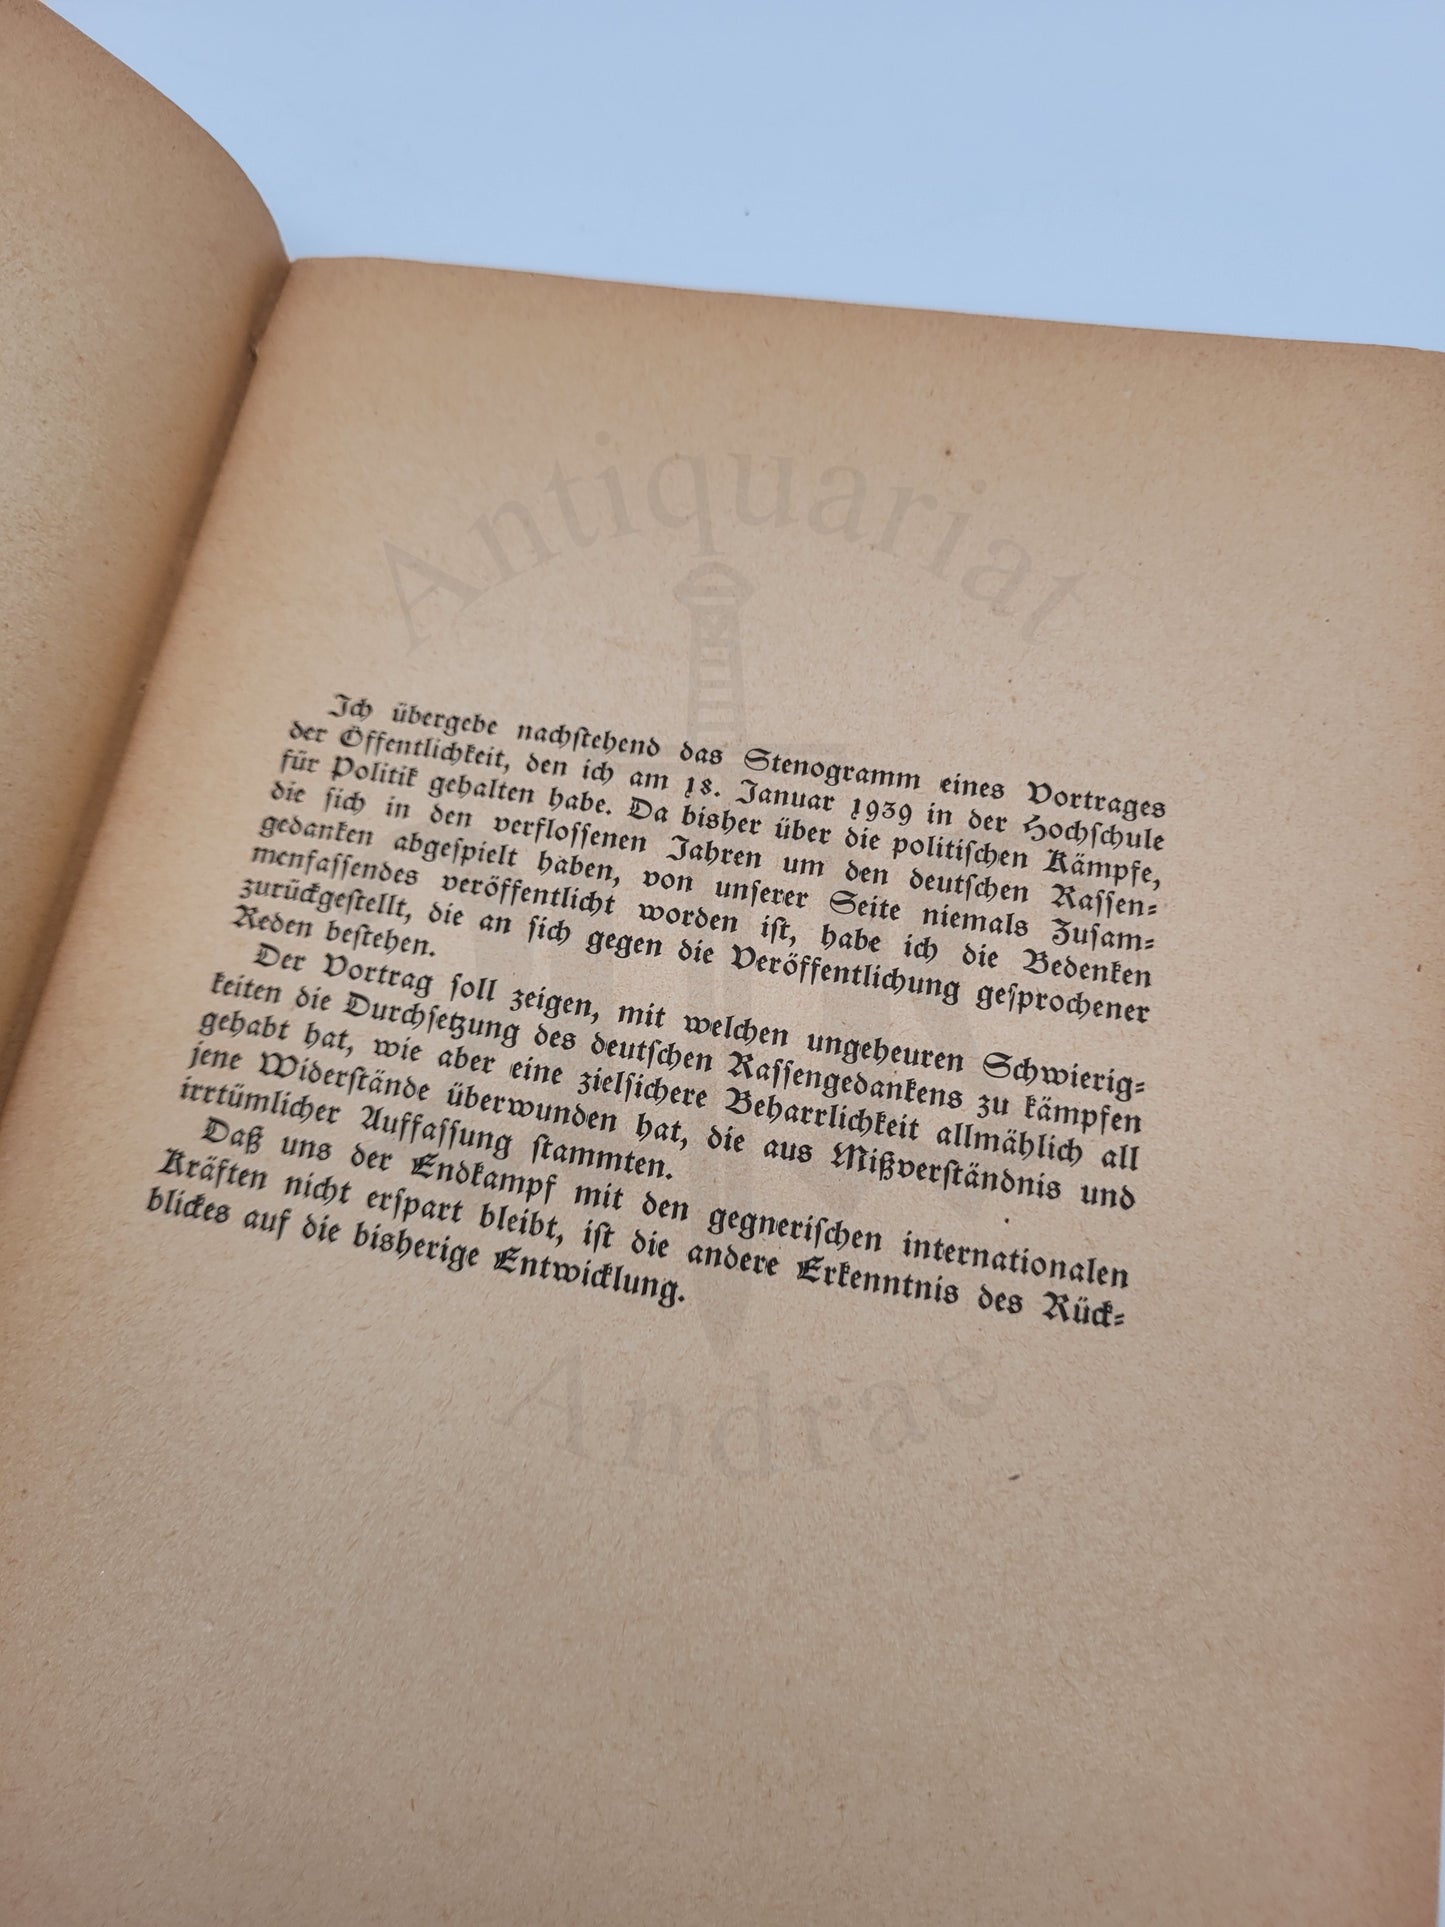 Antiquariat
Ich übergebe nachstehend das Stenogramm eines Vortrages
der Öffentlichkeit, den ich am 18. Januar 1939 in der Hochschule
für Politik gehalten habe. Da bisher über die politischen Kämpfe,
die sich in den verflossenen Jahren um den deutschen Rassen-
gedanken abgespielt haben, von unserer Seite niemals Zusam-
menfassendes veröffentlicht worden ist, habe ich die Bedenken
zurückgestellt, die an sich gegen die Veröffentlichung gesprochener
Reden bestehen.
Der Vortrag soll zeigen, mit welchen ungeheuren Schwierig-
keiten die Durchsetzung des deutschen Rassengedankens zu kämpfen
gehabt hat, wie aber eine zielsichere Beharrlichkeit allmählich all
jene Widerstände überwunden hat, die aus Mißverständnis und
irrtümlicher Auffassung stammten.
Daß uns der Endkampf mit den gegnerischen internationalen
Kräften nicht erspart bleibt, ist die andere Erkenntnis des Rück-
blickes auf die bisherige Entwicklung.
Andrae